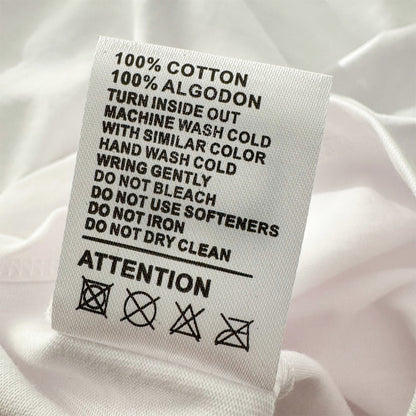 100% COTTON
100% ALGODON
TURN INSIDE OUT
MACHINE WASH COLD
WITH SIMILAR COLOR
HAND WASH COLD
WRING GENTLY
DO NOT BLEACH
DO NOT USE SOFTENERS
DO NOT IRON
DO NOT DRY CLEAN
ATTENTION